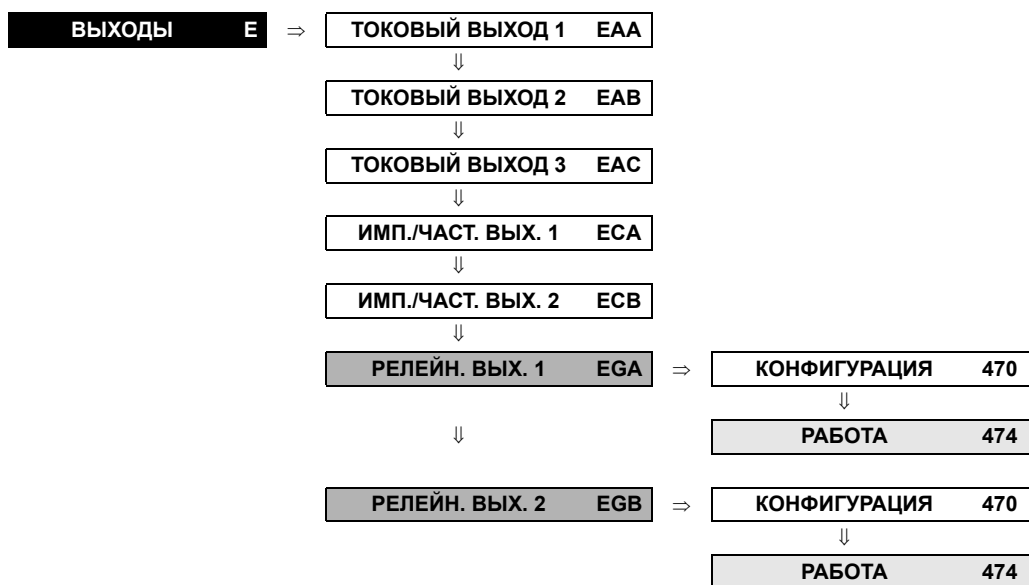 ВЫХОДЫ E ⇒ ТОКОВЫЙ ВЫХОД 1 EAA
⇓
ТОКОВЫЙ ВЫХОД 2 EAB
⇓
ТОКОВЫЙ ВЫХОД 3 EAC
⇓
ИМП./ЧАСТ. ВЫХ. 1 ECA
⇓
ИМП./ЧАСТ. ВЫХ. 2 ECB
⇓
РЕЛЕЙН. ВЫХ. 1 EGA ⇒ КОНФИГУРАЦИЯ 470
⇓
⇓ РАБОТА 474
РЕЛЕЙН. ВЫХ. 2 EGB ⇒ КОНФИГУРАЦИЯ 470
⇓
РАБОТА 474